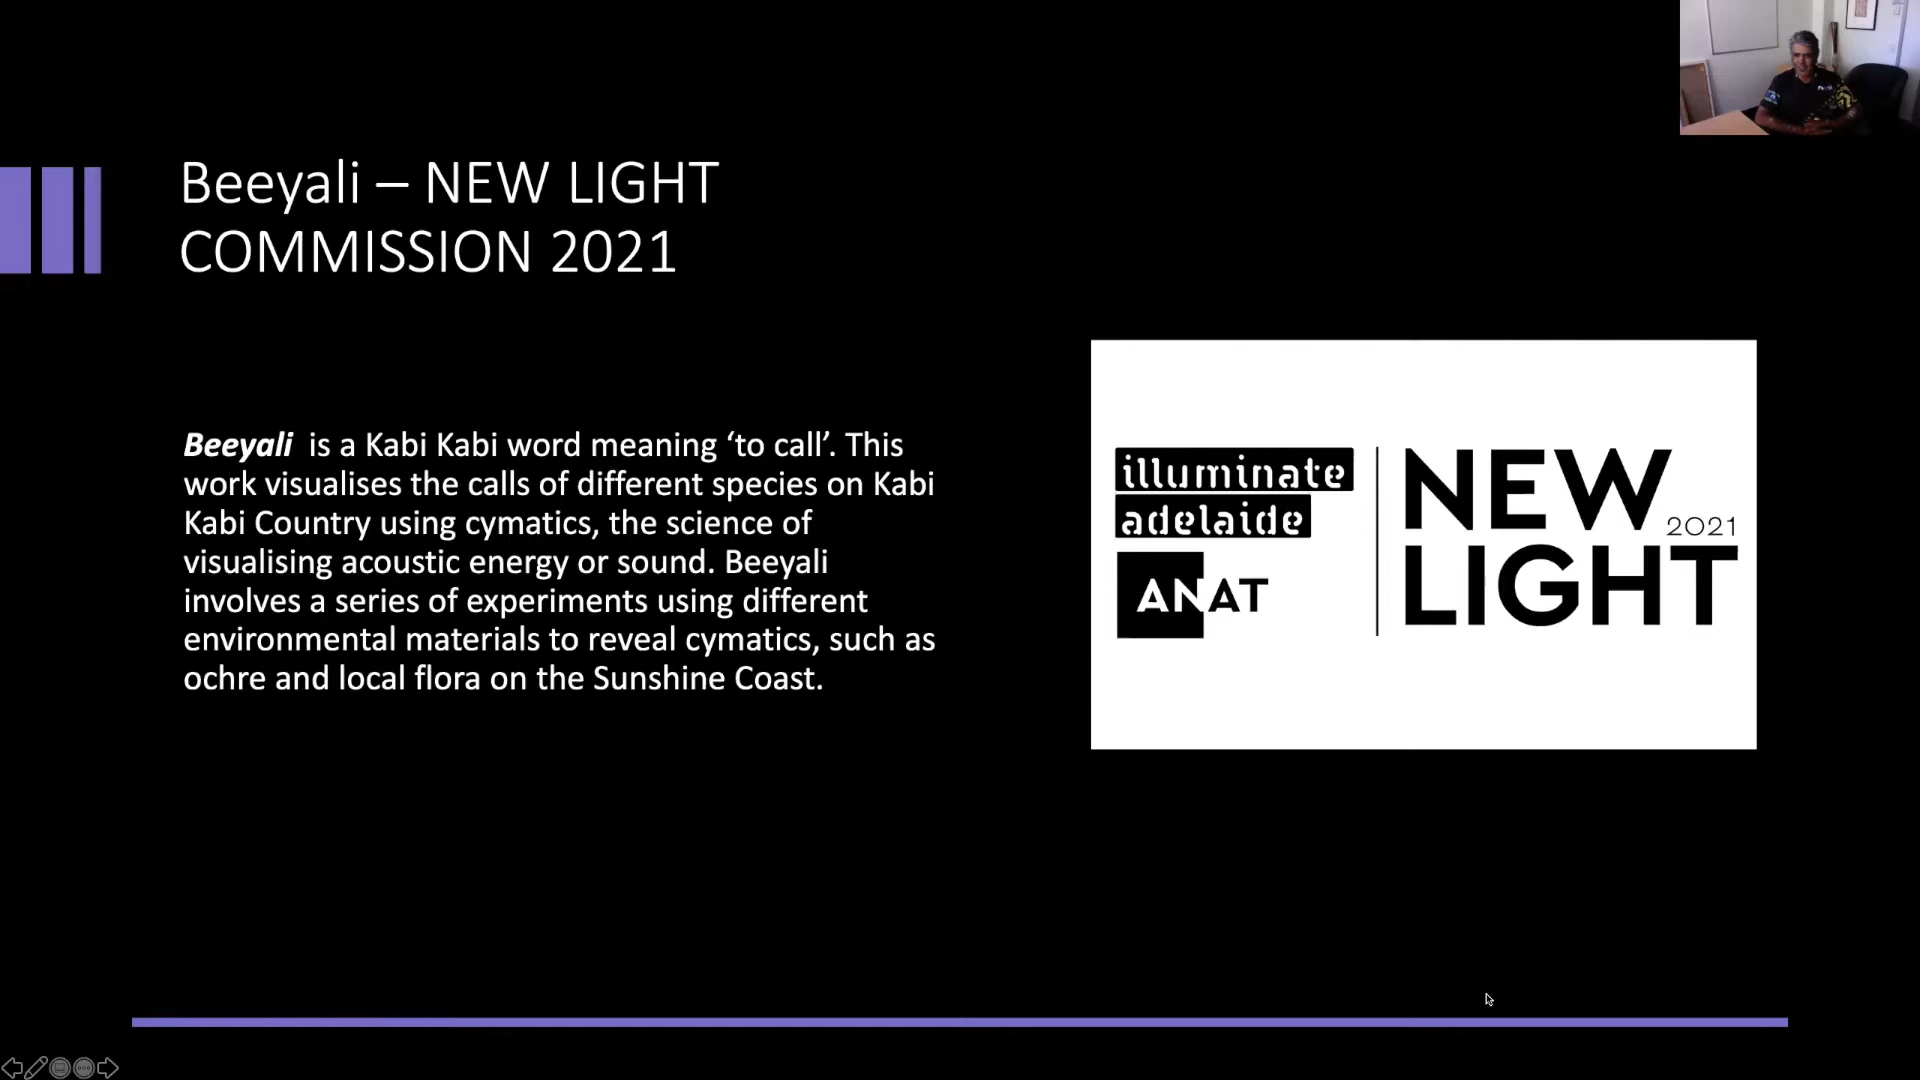 Beeyali – NEW LIGHT
COMMISSION 2021
Beeyali is a Kabi Kabi word meaning ‘to call’. This
work visualises the calls of different species on Kabi
Kabi Country using cymatics, the science of
visualising acoustic energy or sound. Beeyali
involves a series of experiments using different
environmental materials to reveal cymatics, such as
ochre and local flora on the Sunshine Coast.
illuminate
adelaide
ANAT
NEW
2021
LIGHT